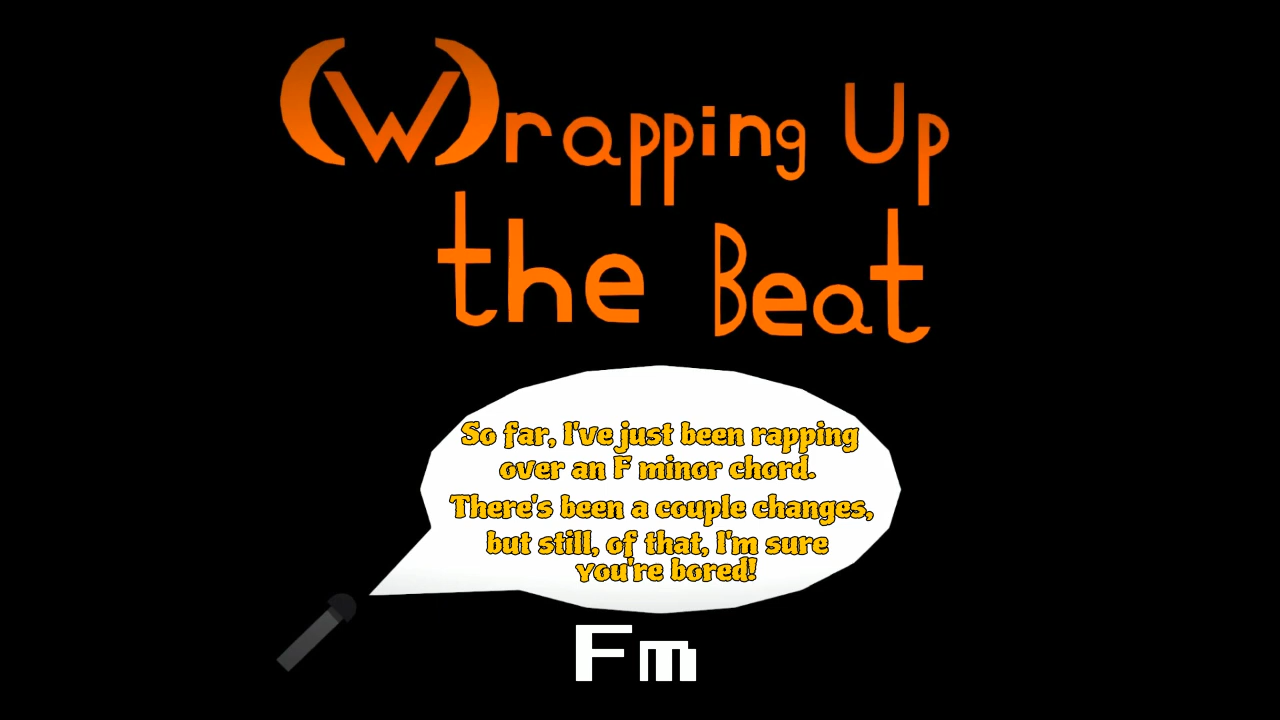 (W)rapping Up
the Beat
So far, I've just been rapping
over an F minor chord.
There's been a couple changes,
but still, of that, I'm sure
you're bored!
Fm